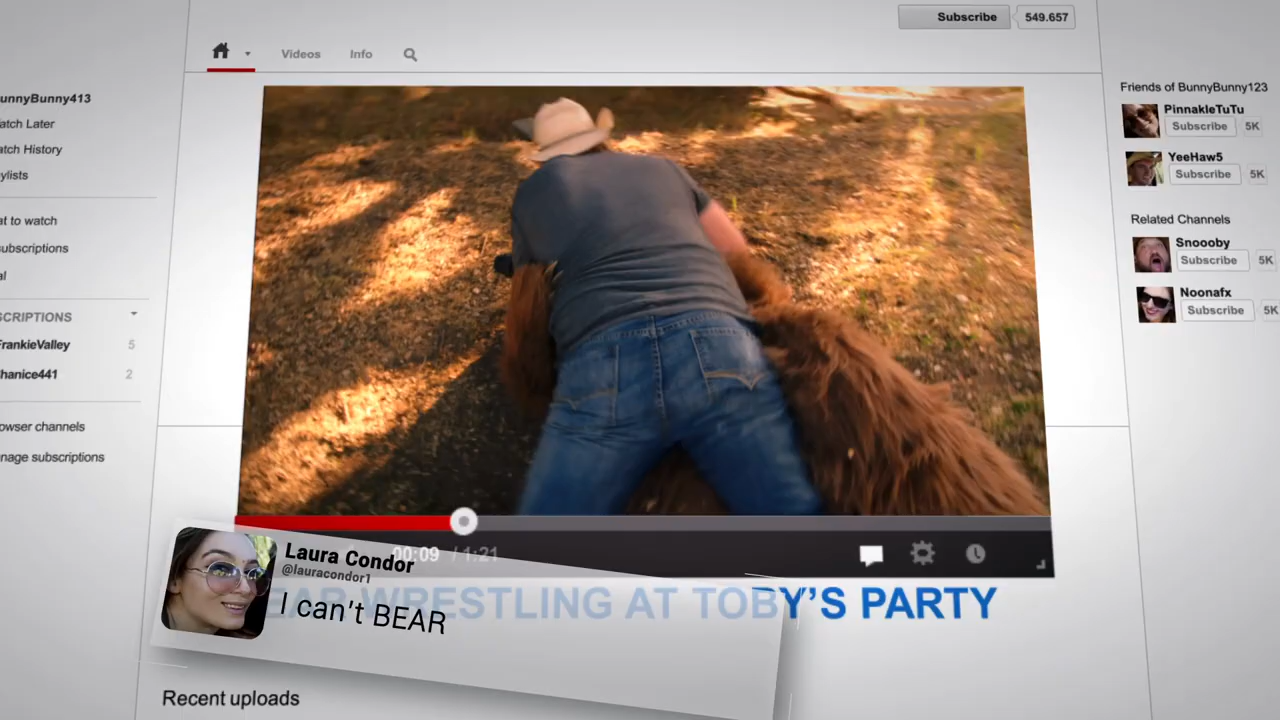 Subscribe 549.657
Videos Info
unnyBunny413
atch Later
atch History
ylists
at to watch
subscriptions
al
SCRIPTIONS
FrankieValley 5
hanice441 2
owser channels
nage subscriptions
Friends of BunnyBunny123
PinnakleTuTu
Subscribe 5K
YeeHaw5
Subscribe 5K
Related Channels
Snoooby
Subscribe 5K
Noonafx
Subscribe 5K
00:09 / 1:21
EAR WRESTLING AT TOBY'S PARTY
Laura Condor
@lauracondor1
I can't BEAR
Recent uploads